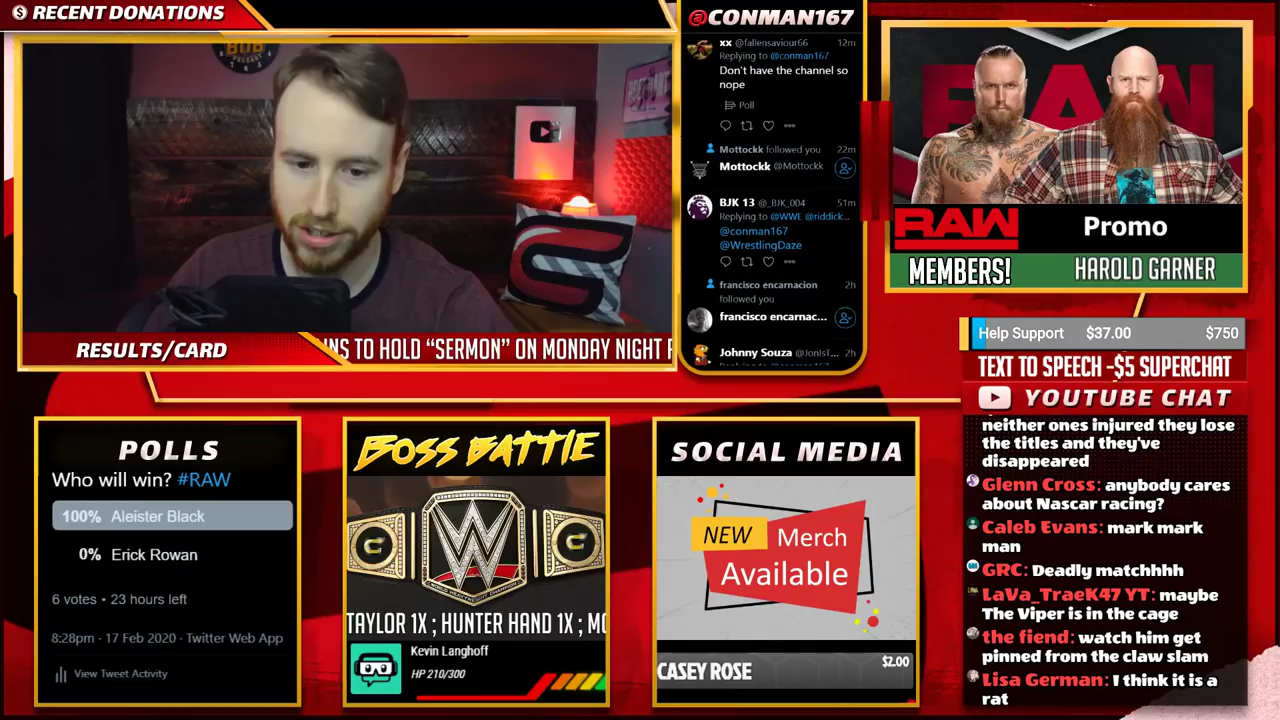 RECENT DONATIONS
RESULTS/CARD
NS TO HOLD “SERMON” ON MONDAY NIGHT
@CONMAN167
xx @fallensaviour66 12m
Replying to @conman167
Don't have the channel so
nope
Poll
Mottockk followed you 22m
Mottockk @Mottockk
BJK 13 @_BJK_004 51m
Replying to @WWE @riddick...
@conman167
@WrestlingDaze
francisco encarnacion 2h
followed you
francisco encarnac...
Johnny Souza @JonisT... 2h
RAW
Promo
MEMBERS!
HAROLD GARNER
Help Support $37.00 $750
TEXT TO SPEECH -$5 SUPERCHAT
YOUTUBE CHAT
neither ones injured they lose
the titles and they've
disappeared
Glenn Cross: anybody cares
about Nascar racing?
Caleb Evans: mark mark
man
GRC: Deadly matchhhh
LaVa_TraeK47 YT: maybe
The Viper is in the cage
the fiend: watch him get
pinned from the claw slam
Lisa German: I think it is a
rat
POLLS
Who will win? #RAW
100% Aleister Black
0% Erick Rowan
6 votes • 23 hours left
8:28pm · 17 Feb 2020 · Twitter Web App
View Tweet Activity
BOSS BATTLE
TAYLOR 1X ; HUNTER HAND 1X ; MO
Kevin Langhoff
HP 210/300
SOCIAL MEDIA
NEW Merch
Available
CASEY ROSE $2.00